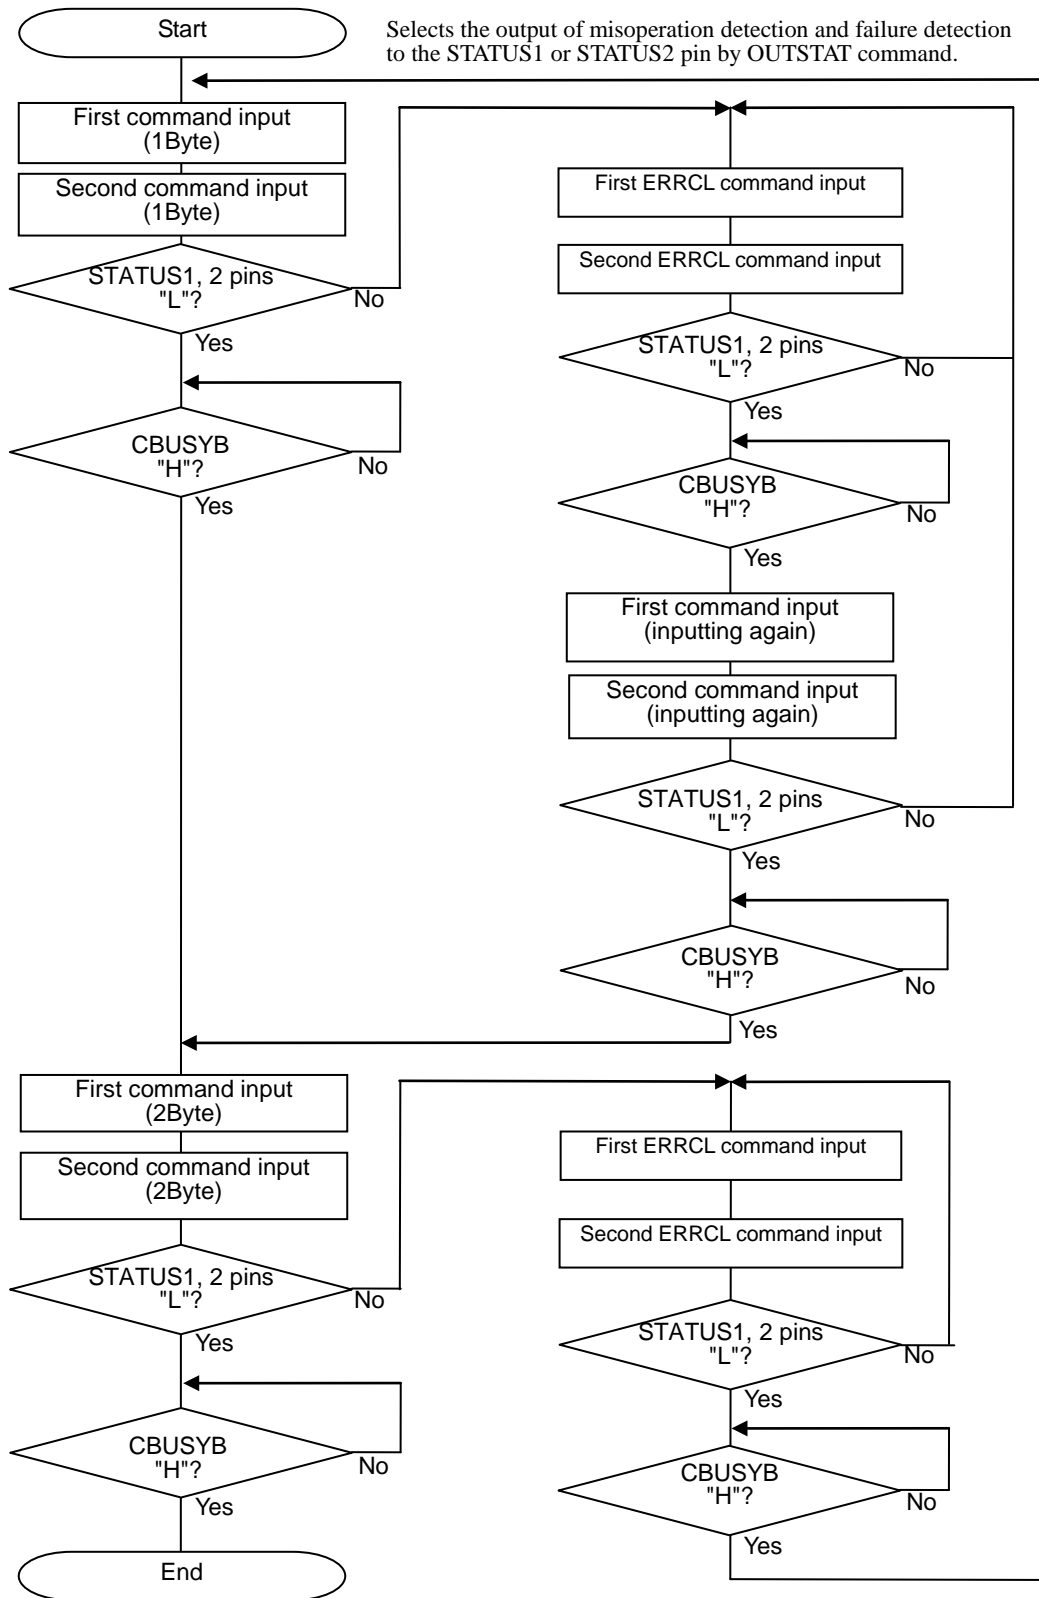 Start
Selects the output of misoperation detection and failure detection
to the STATUS1 or STATUS2 pin by OUTSTAT command.
First command input
(1Byte)
Second command input
(1Byte)
STATUS1, 2 pins
"L"?
No
Yes
CBUSYB
"H"?
No
Yes
First ERRCL command input
Second ERRCL command input
STATUS1, 2 pins
"L"?
No
Yes
CBUSYB
"H"?
No
Yes
First command input
(inputting again)
Second command input
(inputting again)
STATUS1, 2 pins
"L"?
No
Yes
CBUSYB
"H"?
No
Yes
First command input
(2Byte)
Second command input
(2Byte)
STATUS1, 2 pins
"L"?
No
Yes
CBUSYB
"H"?
No
Yes
End
First ERRCL command input
Second ERRCL command input
STATUS1, 2 pins
"L"?
No
Yes
CBUSYB
"H"?
No
Yes